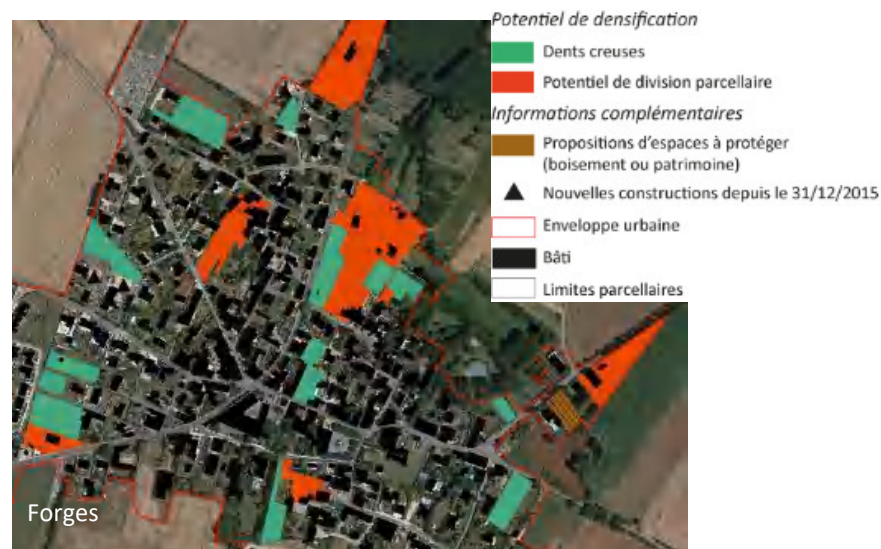 Potentiel de densification
Dents creuses
Potentiel de division parcellaire
Informations complémentaires
Propositions d'espaces à protéger
(boisement ou patrimoine)
Nouvelles constructions depuis le 31/12/2015
Enveloppe urbaine
Bâti
Limites parcellaires
Forges